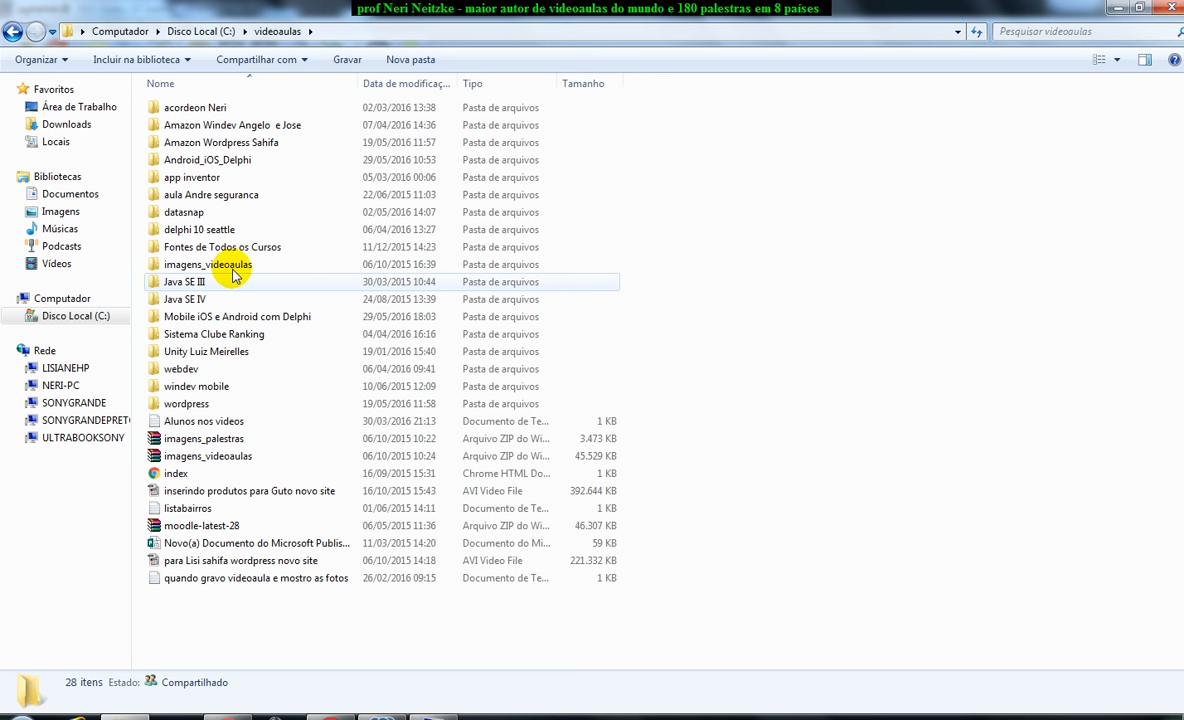 prof Neri Neitzke - maior autor de videoaulas do mundo e 180 palestras em 8 países
Computador Disco Local (C:) videoaulas Pesquisar videoaulas
Organizar Incluir na biblioteca Compartilhar com Gravar Nova pasta
Nome Data de modificaç... Tipo Tamanho
Favoritos
Área de Trabalho
Downloads
Locais
Bibliotecas
Documentos
Imagens
Músicas
Podcasts
Vídeos
Computador
Disco Local (C:)
Rede
LISIANEHP
NERI-PC
SONYGRANDE
SONYGRANDEPRET
ULTRABOOKSONY
acordeon Neri 02/03/2016 13:38 Pasta de arquivos
Amazon Windev Angelo e Jose 07/04/2016 14:36 Pasta de arquivos
Amazon Wordpress Sahifa 19/05/2016 11:57 Pasta de arquivos
Android_iOS_Delphi 29/05/2016 10:53 Pasta de arquivos
app inventor 05/03/2016 00:06 Pasta de arquivos
aula Andre seguranca 22/06/2015 11:03 Pasta de arquivos
datasnap 02/05/2016 14:07 Pasta de arquivos
delphi 10 seattle 06/04/2016 13:27 Pasta de arquivos
Fontes de Todos os Cursos 11/12/2015 14:23 Pasta de arquivos
imagens_videoaulas 06/10/2015 16:39 Pasta de arquivos
Java SE III 30/03/2015 10:44 Pasta de arquivos
Java SE IV 24/08/2015 13:39 Pasta de arquivos
Mobile iOS e Android com Delphi 29/05/2016 18:03 Pasta de arquivos
Sistema Clube Ranking 04/04/2016 16:16 Pasta de arquivos
Unity Luiz Meirelles 19/01/2016 15:40 Pasta de arquivos
webdev 06/04/2016 09:41 Pasta de arquivos
windev mobile 10/06/2015 12:09 Pasta de arquivos
wordpress 19/05/2016 11:58 Pasta de arquivos
Alunos nos videos 30/03/2016 21:13 Documento de Te... 1 KB
imagens_palestras 06/10/2015 10:22 Arquivo ZIP do Wi... 3.473 KB
imagens_videoaulas 06/10/2015 10:24 Arquivo ZIP do Wi... 45.529 KB
index 16/09/2015 15:31 Chrome HTML Do... 1 KB
inserindo produtos para Guto novo site 16/10/2015 15:43 AVI Video File 392.644 KB
listabairros 01/06/2015 14:11 Documento de Te... 1 KB
moodle-latest-28 06/05/2015 11:36 Arquivo ZIP do Wi... 46.307 KB
Novo(a) Documento do Microsoft Publis... 11/03/2015 14:20 Documento do Mi... 59 KB
para Lisi sahifa wordpress novo site 06/10/2015 14:18 AVI Video File 221.332 KB
quando gravo videoaula e mostro as fotos 26/02/2016 09:15 Documento de Te... 1 KB
28 itens Estado: Compartilhado